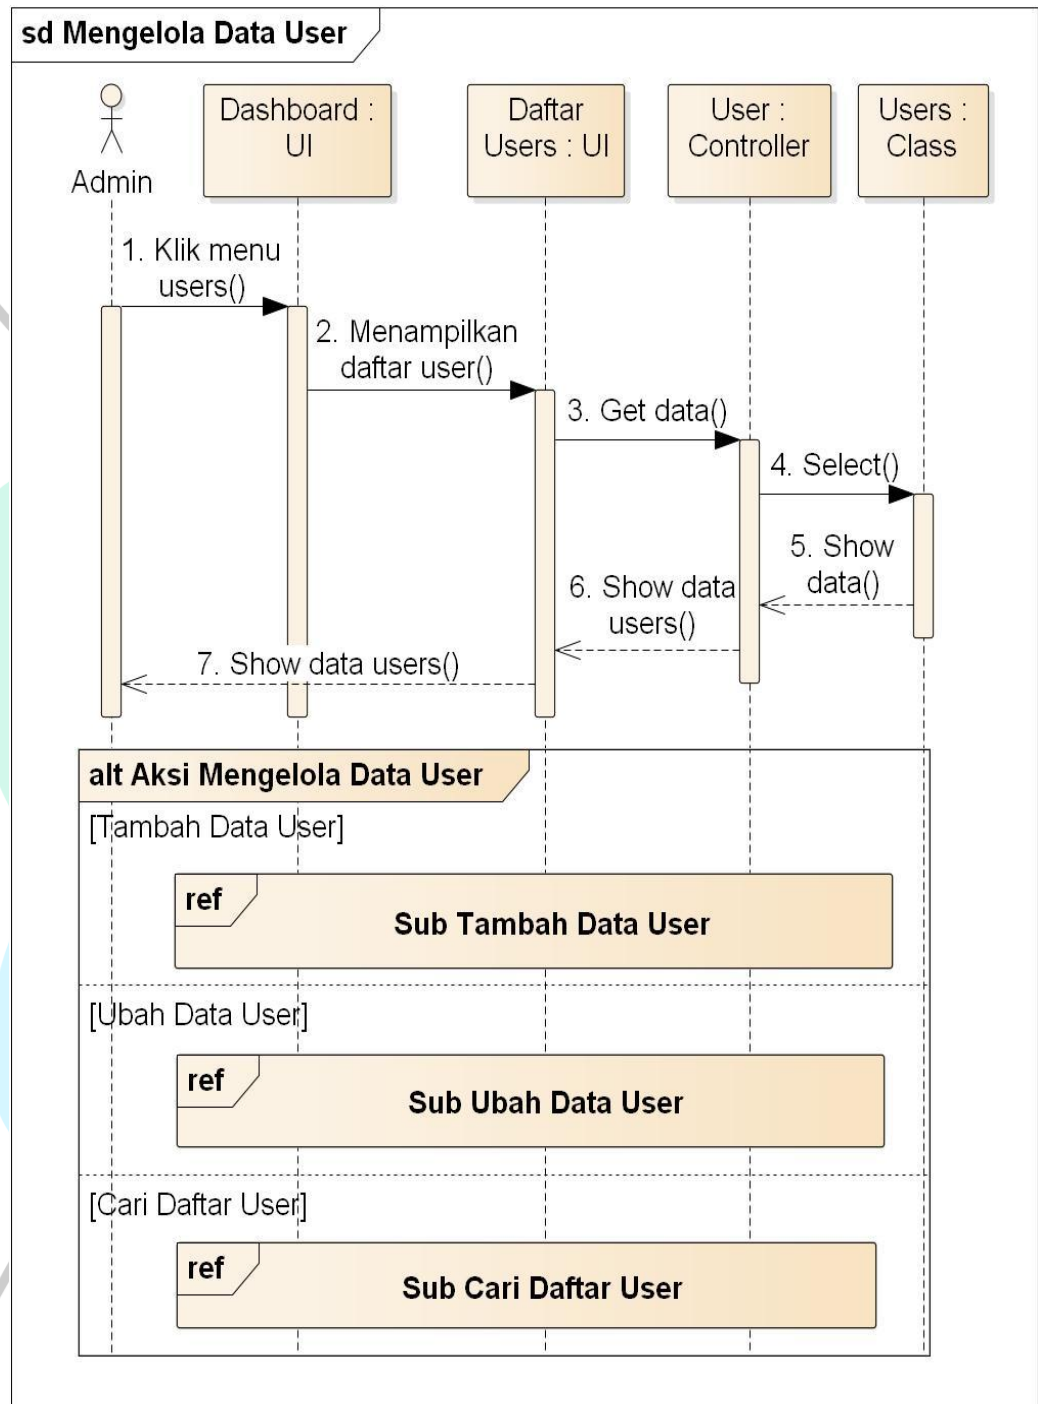 sd Mengelola Data User
Admin
Dashboard :
UI
Daftar
Users : UI
User :
Controller
Users :
Class
1. Klik menu
users()
2. Menampilkan
daftar user()
3. Get data()
4. Select()
5. Show
data()
6. Show data
users()
7. Show data users()
alt Aksi Mengelola Data User
[Tambah Data User]
ref
Sub Tambah Data User
[Ubah Data User]
ref
Sub Ubah Data User
[Cari Daftar User]
ref
Sub Cari Daftar User